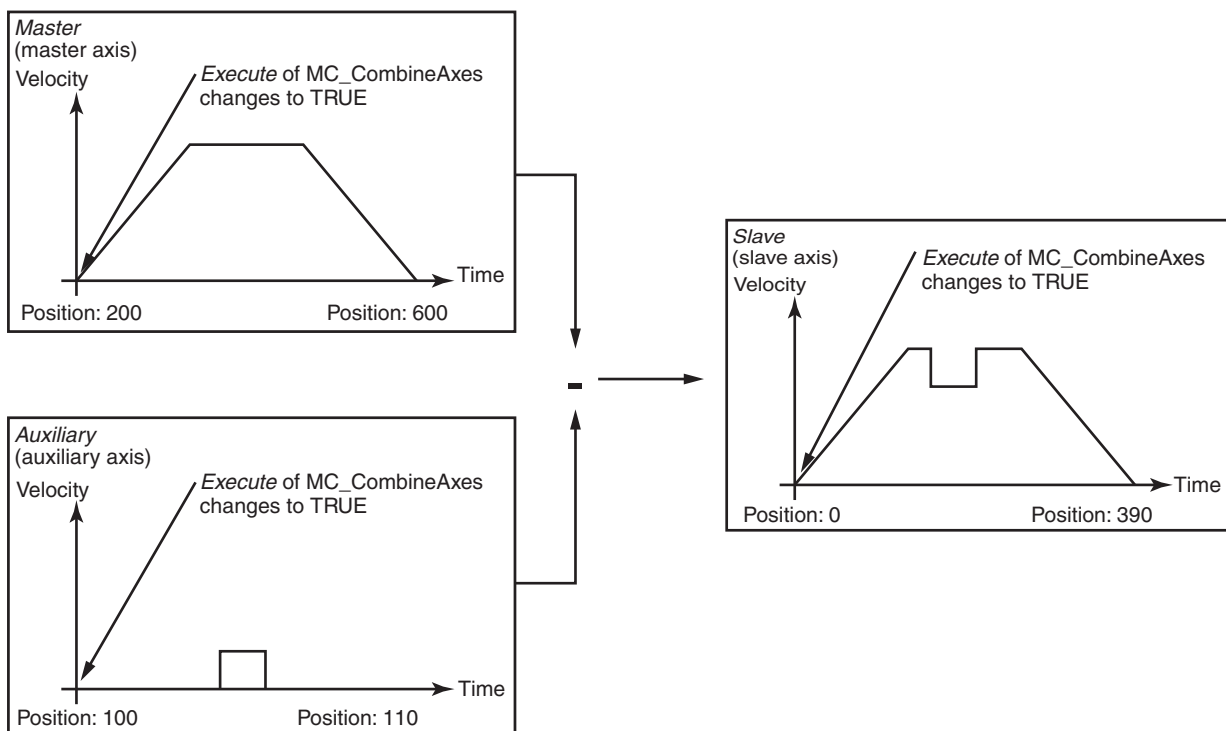 Master
(master axis)
Velocity
Execute of MC_CombineAxes
changes to TRUE
Time
Position: 200
Position: 600
-
Auxiliary
(auxiliary axis)
Velocity
Execute of MC_CombineAxes
changes to TRUE
Time
Position: 100
Position: 110
Slave
(slave axis)
Velocity
Execute of MC_CombineAxes
changes to TRUE
Time
Position: 0
Position: 390